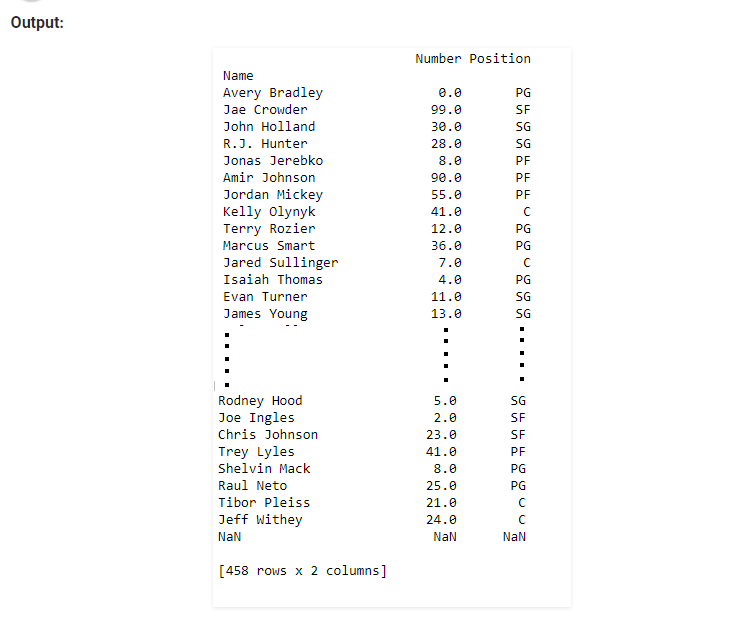 Output:
Number Position
Name
Avery Bradley 0.0 PG
Jae Crowder 99.0 SF
John Holland 30.0 SG
R.J. Hunter 28.0 SG
Jonas Jerebko 8.0 PF
Amir Johnson 90.0 PF
Jordan Mickey 55.0 PF
Kelly Olynyk 41.0 C
Terry Rozier 12.0 PG
Marcus Smart 36.0 PG
Jared Sullinger 7.0 C
Isaiah Thomas 4.0 PG
Evan Turner 11.0 SG
James Young 13.0 SG
Rodney Hood 5.0 SG
Joe Ingles 2.0 SF
Chris Johnson 23.0 SF
Trey Lyles 41.0 PF
Shelvin Mack 8.0 PG
Raul Neto 25.0 PG
Tibor Pleiss 21.0 C
Jeff Withey 24.0 C
NaN NaN NaN
[458 rows x 2 columns]